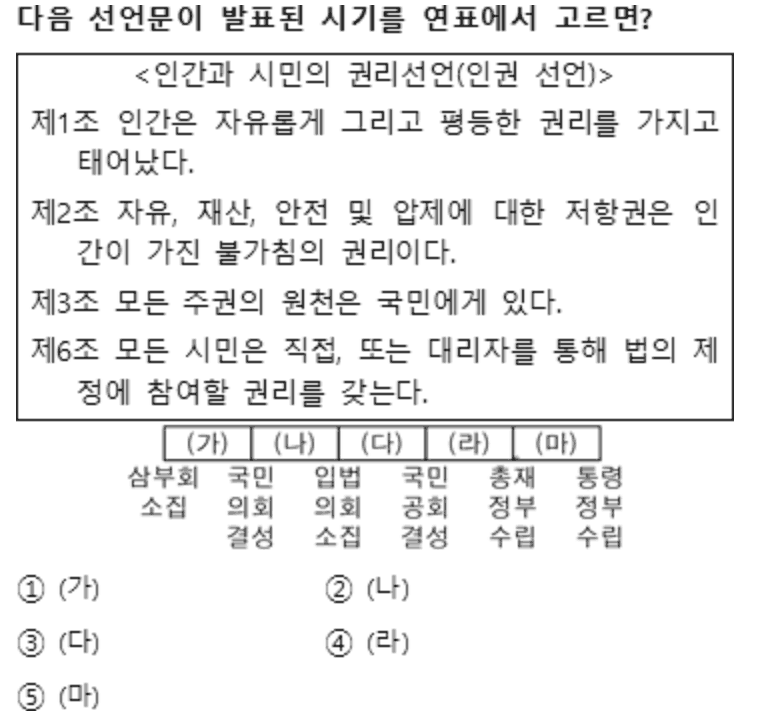 다음 선언문이 발표된 시기를 연표에서 고르면?
<인간과 시민의 권리선언(인권 선언)>
제1조 인간은 자유롭게 그리고 평등한 권리를 가지고
태어났다.
제2조 자유, 재산, 안전 및 압제에 대한 저항권은 인
간이 가진 불가침의 권리이다.
제3조 모든 주권의 원천은 국민에게 있다.
제6조 모든 시민은 직접, 또는 대리자를 통해 법의 제
정에 참여할 권리를 갖는다.
(가) (나) (다) (라) (마)
삼부회 국민 입법 국민 총재 통령
소집 의회 의회 공회 정부 정부
결성 소집 결성 수립 수립
① (가) ② (나)
③ (다) ④ (라)
⑤ (마)